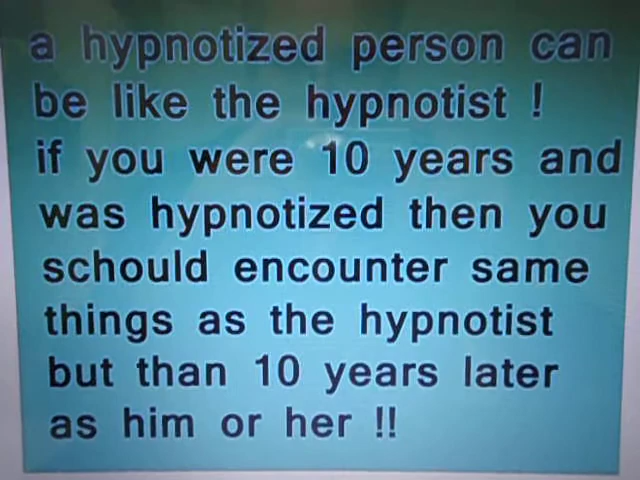 a hypnotized person can
be like the hypnotist !
if you were 10 years and
was hypnotized then you
schould encounter same
things as the hypnotist
but than 10 years later
as him or her !!